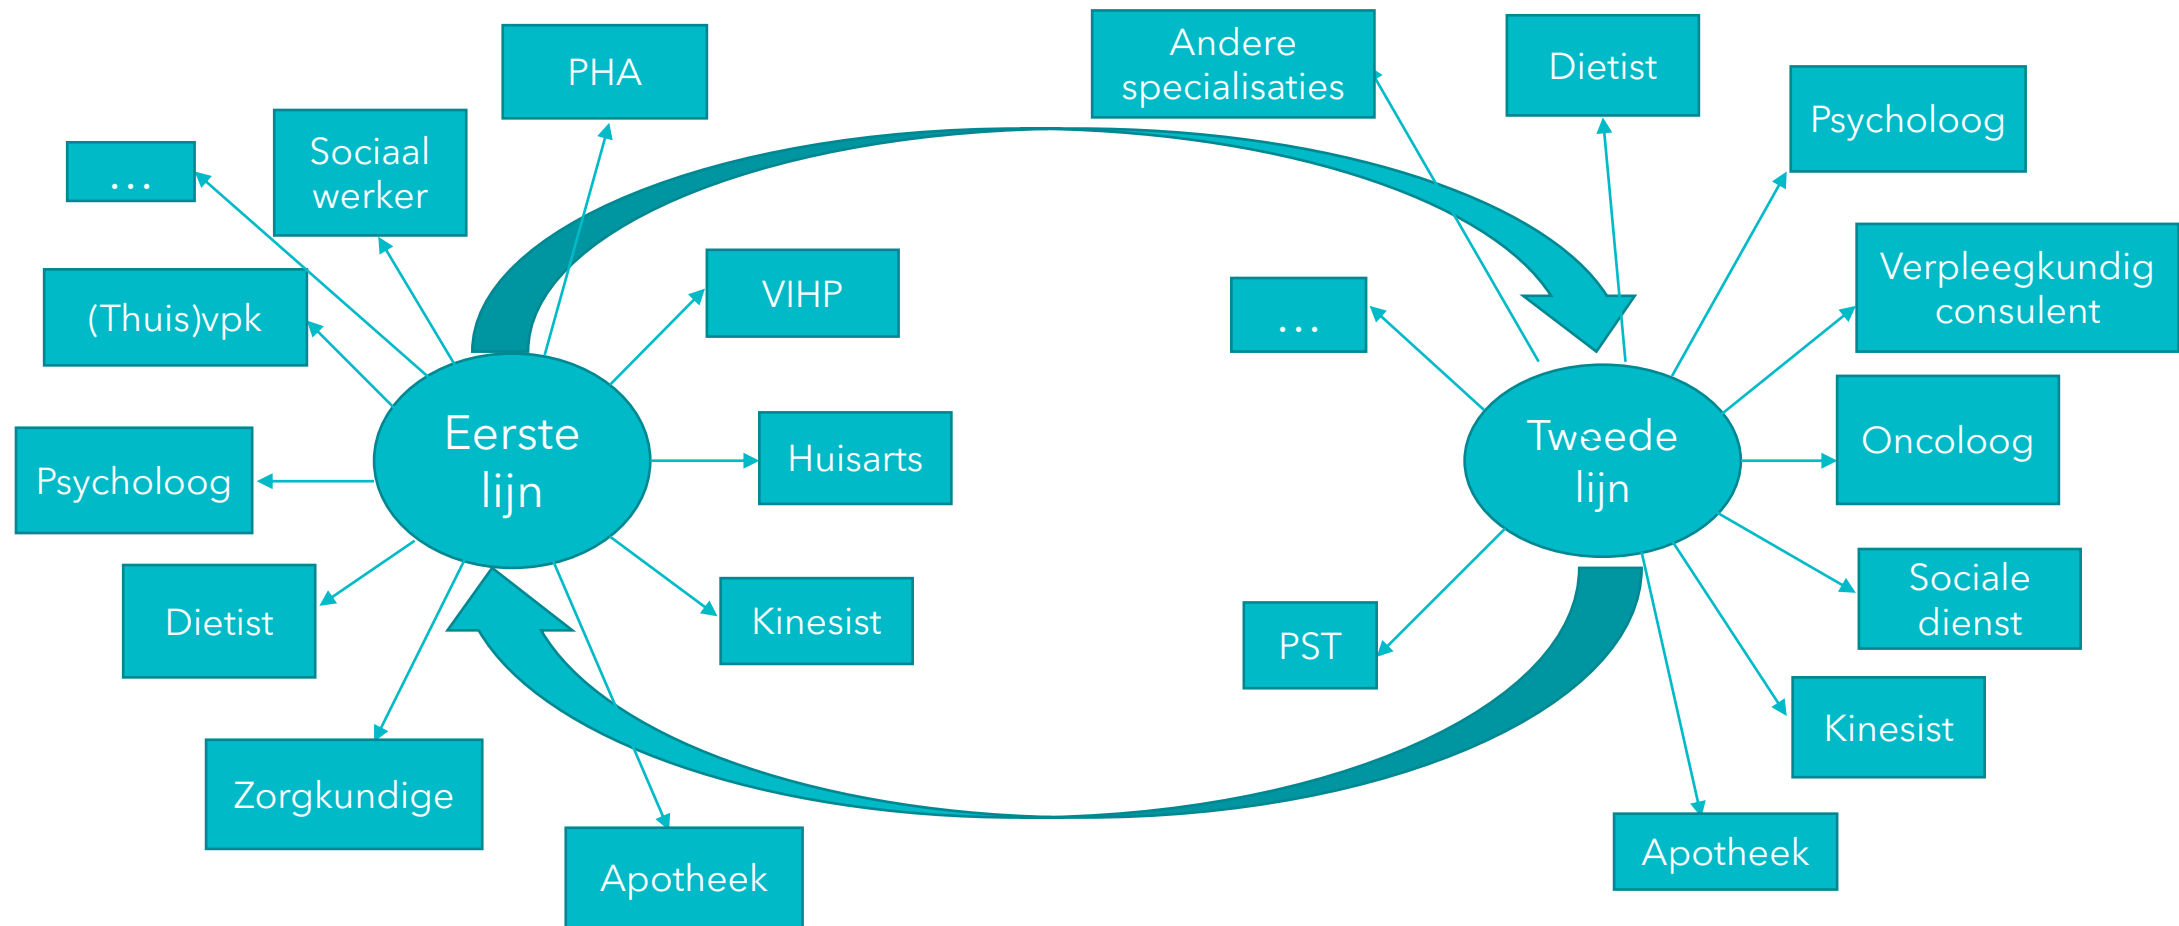 PHA
Sociaal
werker
...
(Thuis)vpk
Psycholoog
Dietist
Zorgkundige
Apotheek
Kinesist
Huisarts
VIHP
Eerste
lijn
Andere
specialisaties
Dietist
Psycholoog
Verpleegkundig
consulent
Oncoloog
Sociale
dienst
Kinesist
Apotheek
PST
...
Tweede
lijn